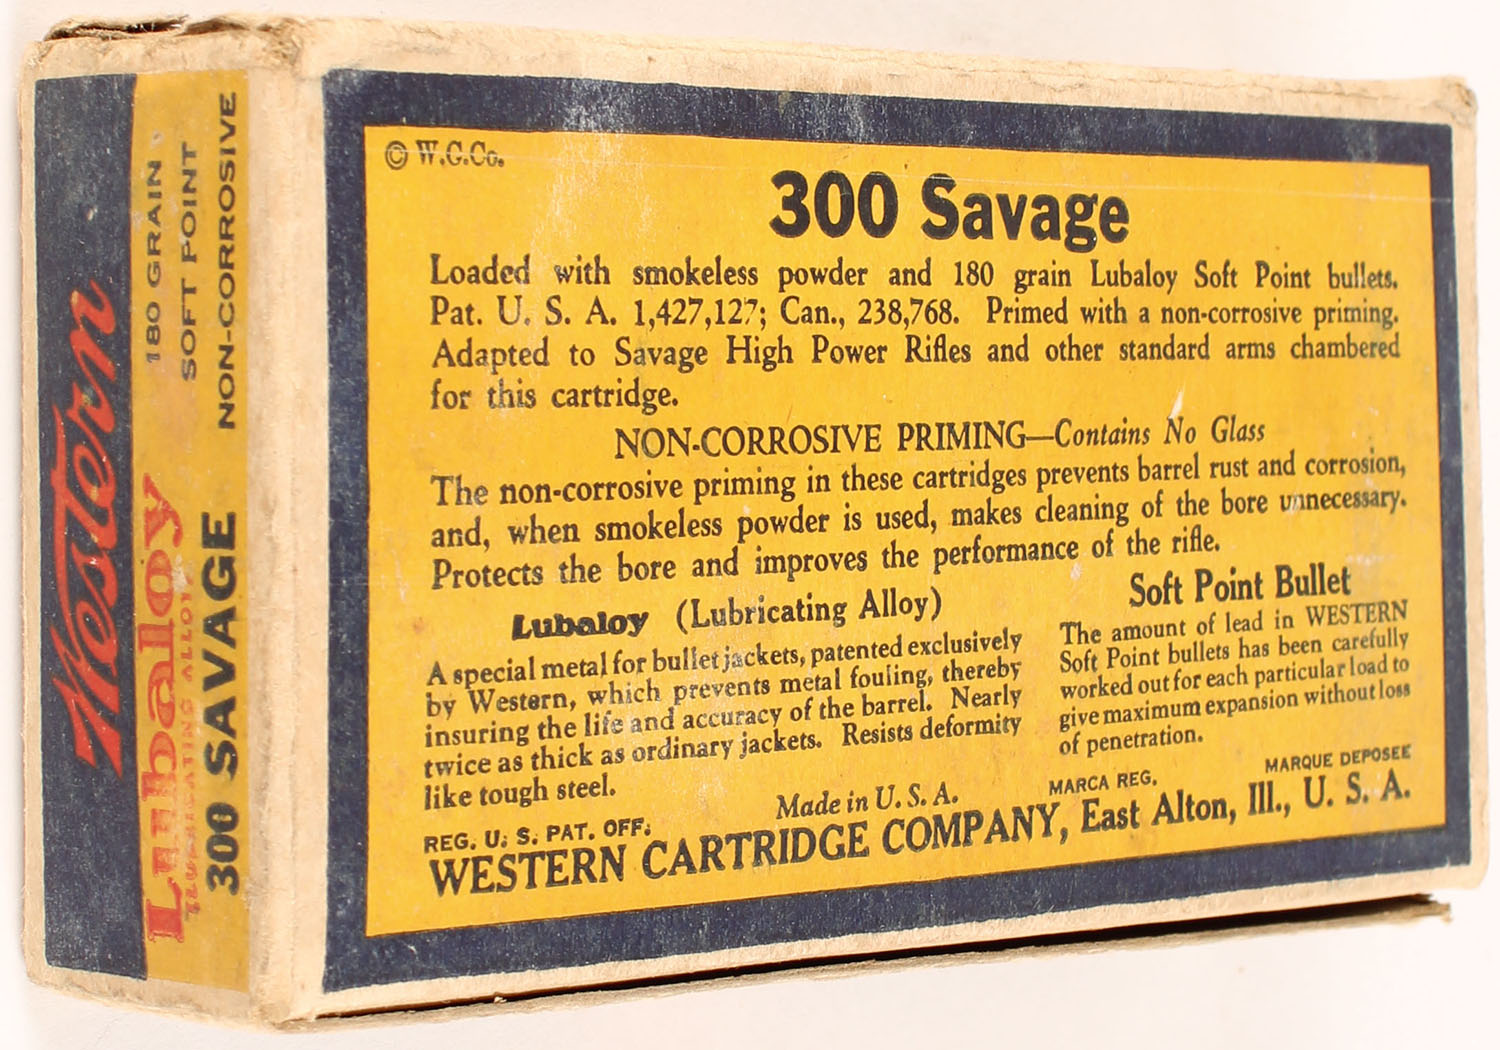 Western
Lubaloy
LUBRICATING ALLOY
300 SAVAGE
180 GRAIN
SOFT POINT
NON-CORROSIVE
© W.C.Co.
300 Savage
Loaded with smokeless powder and 180 grain Lubaloy Soft Point bullets.
Pat. U. S. A. 1,427,127; Can., 238,768. Primed with a non-corrosive priming.
Adapted to Savage High Power Rifles and other standard arms chambered
for this cartridge.
NON-CORROSIVE PRIMING—Contains No Glass
The non-corrosive priming in these cartridges prevents barrel rust and corrosion,
and, when smokeless powder is used, makes cleaning of the bore unnecessary.
Protects the bore and improves the performance of the rifle.
Lubaloy (Lubricating Alloy)
A special metal for bullet jackets, patented exclusively
by Western, which prevents metal fouling, thereby
insuring the life and accuracy of the barrel. Nearly
twice as thick as ordinary jackets. Resists deformity
like tough steel.
Soft Point Bullet
The amount of lead in WESTERN
Soft Point bullets has been carefully
worked out for each particular load to
give maximum expansion without loss
of penetration.
REG. U. S. PAT. OFF.
Made in U. S. A.
MARCA REG.
MARQUE DEPOSEE
WESTERN CARTRIDGE COMPANY, East Alton, Ill., U. S. A.